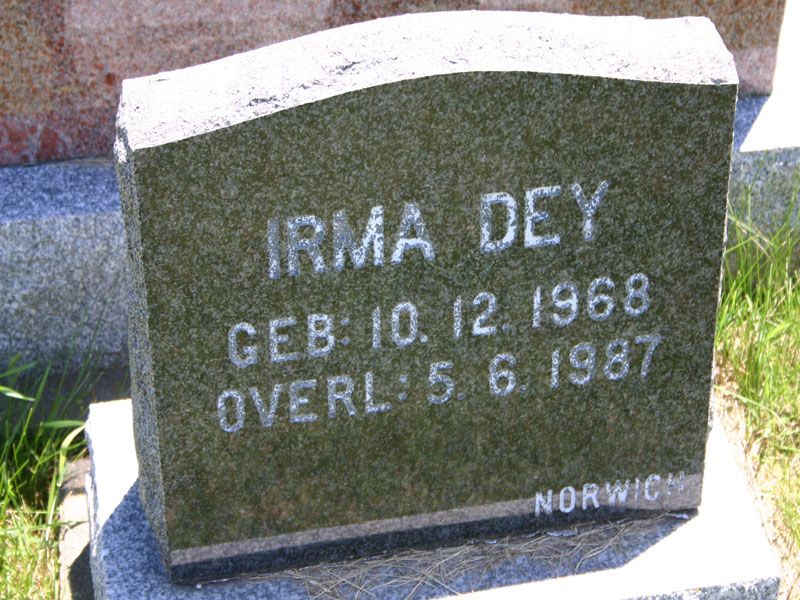 IRMA DEY
GEB: 10. 12. 1968
OVERL: 5. 6. 1987
NORWICH